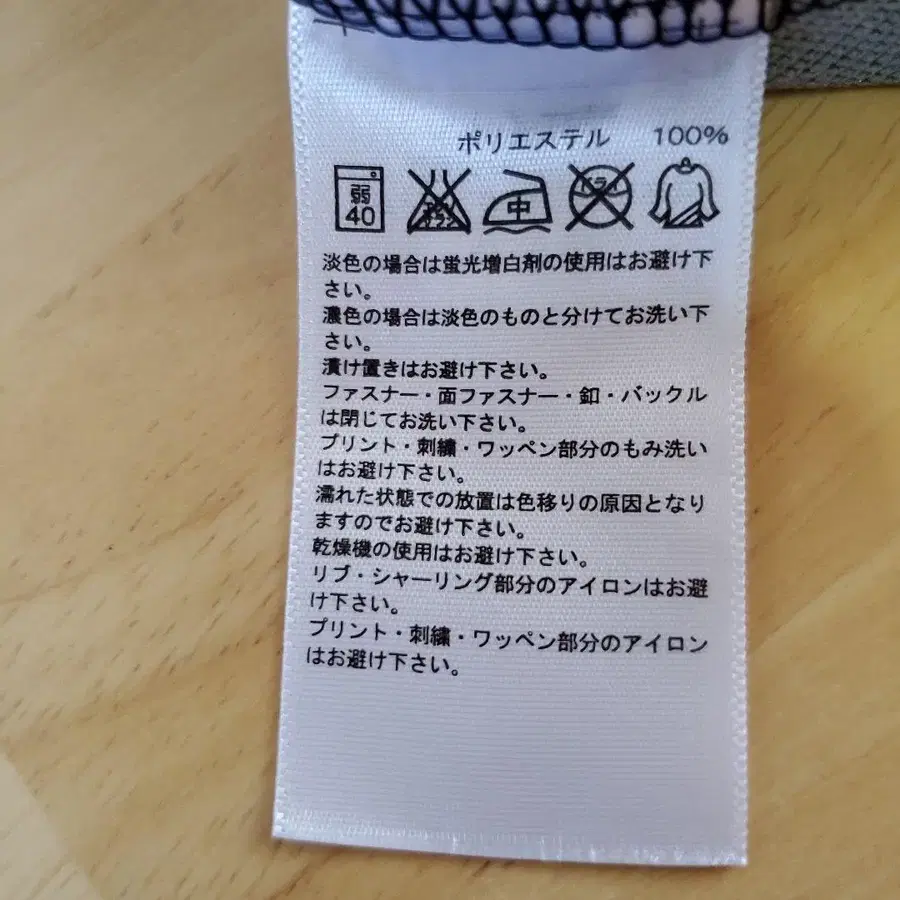 ポリエステル 100%
弱 40 エンソサラシ 中 ドライ
淡色の場合は蛍光増白剤の使用はお避け下
さい。
濃色の場合は淡色のものと分けてお洗い下
さい。
漬け置きはお避け下さい。
ファスナー・面ファスナー・釦・バックル
は閉じてお洗い下さい。
プリント・刺繍・ワッペン部分のもみ洗い
はお避け下さい。
濡れた状態での放置は色移りの原因となり
ますのでお避け下さい。
乾燥機の使用はお避け下さい。
リブ・シャーリング部分のアイロンはお避
け下さい。
プリント・刺繍・ワッペン部分のアイロン
はお避け下さい。